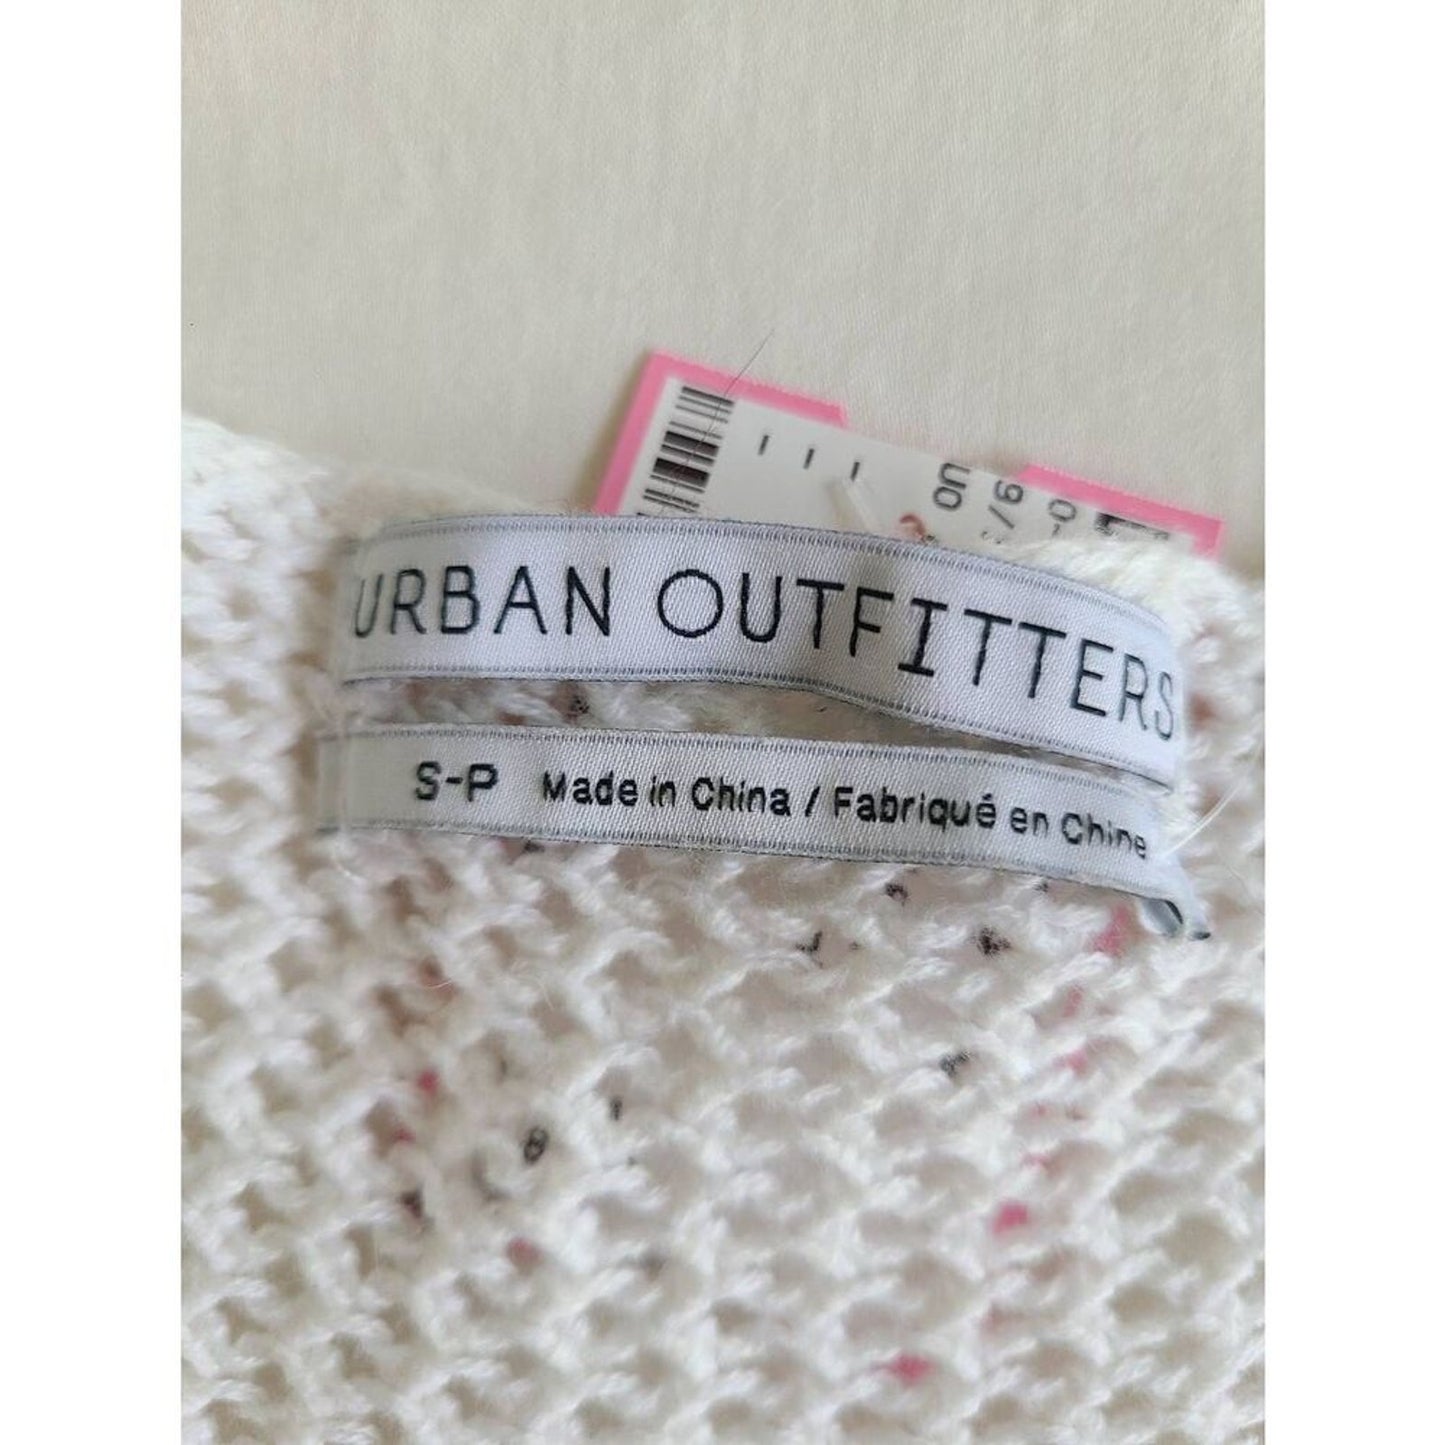 URBAN OUTFITTERS
S-P Made in China / Fabriqué en Chine